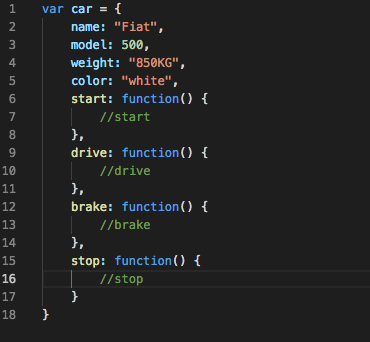 1 var car = {
2     name: "Fiat",
3     model: 500,
4     weight: "850KG",
5     color: "white",
6     start: function() {
7         //start
8     },
9     drive: function() {
10         //drive
11     },
12     brake: function() {
13         //brake
14     },
15     stop: function() {
16         //stop
17     }
18 }